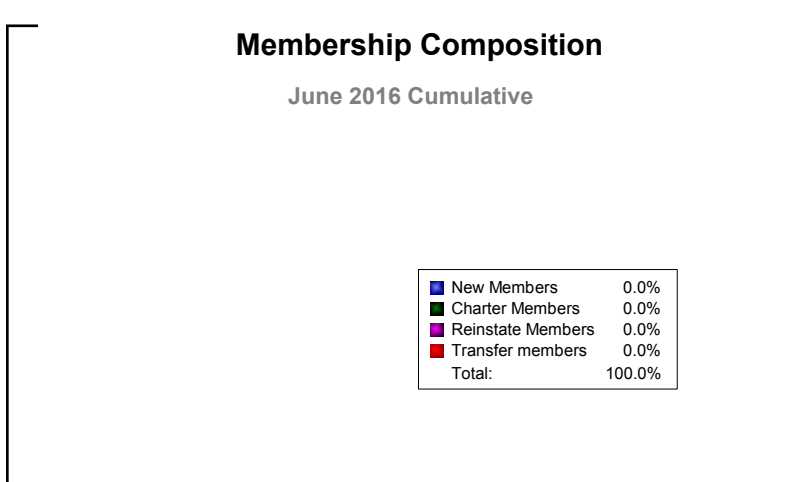 Membership Composition
June 2016 Cumulative
New Members 0.0%
Charter Members 0.0%
Reinstate Members 0.0%
Transfer members 0.0%
Total: 100.0%